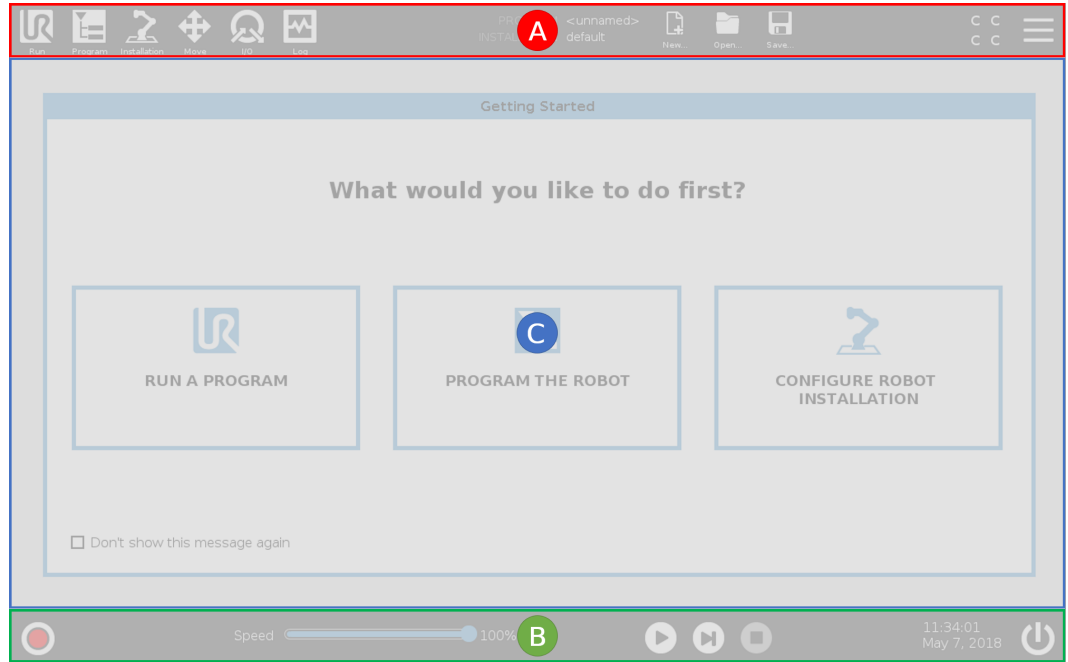 PRO A <unnamed>
INSTAL default
C C
C C
Run Program Installation Move I/O Log New... Open... Save...
Getting Started
What would you like to do first?
C
RUN A PROGRAM
PROGRAM THE ROBOT
CONFIGURE ROBOT
INSTALLATION
Don't show this message again
Speed 100% B
11:34:01
May 7, 2018